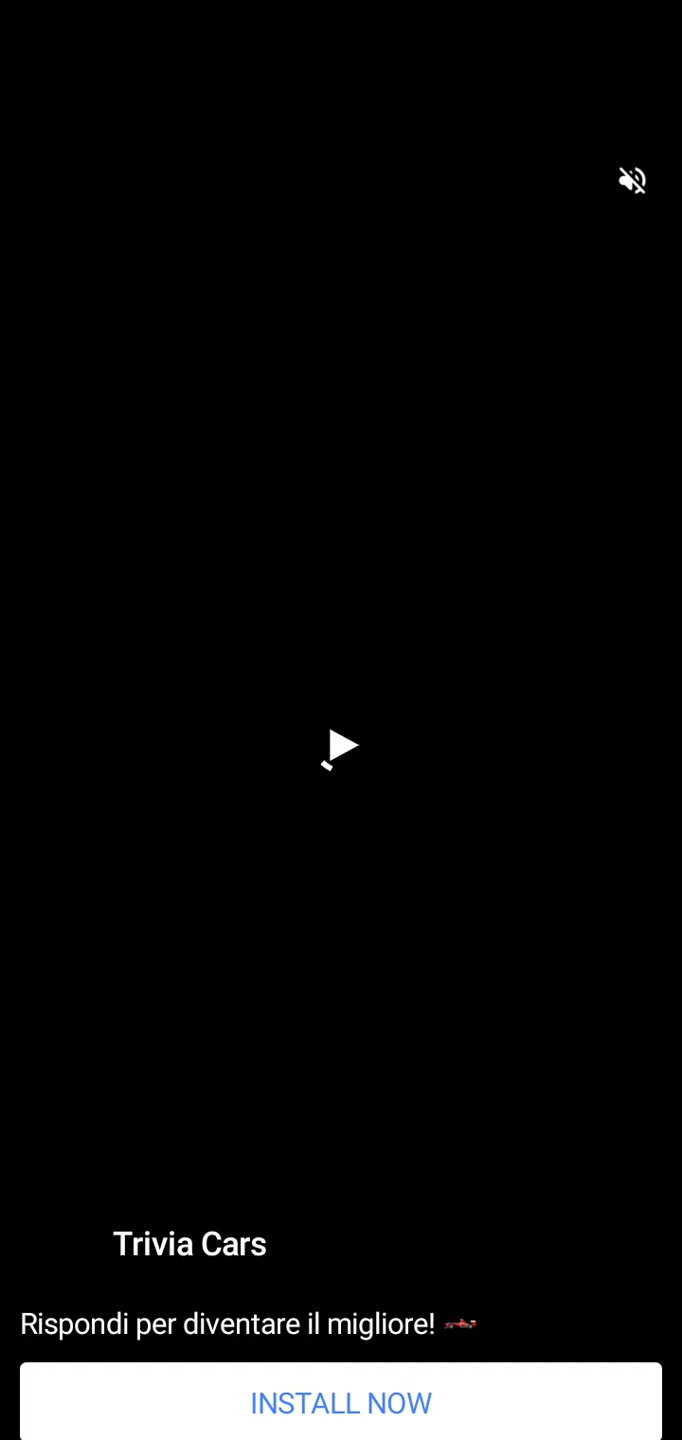 Trivia Cars
Rispondi per diventare il migliore! 🏎️
INSTALL NOW